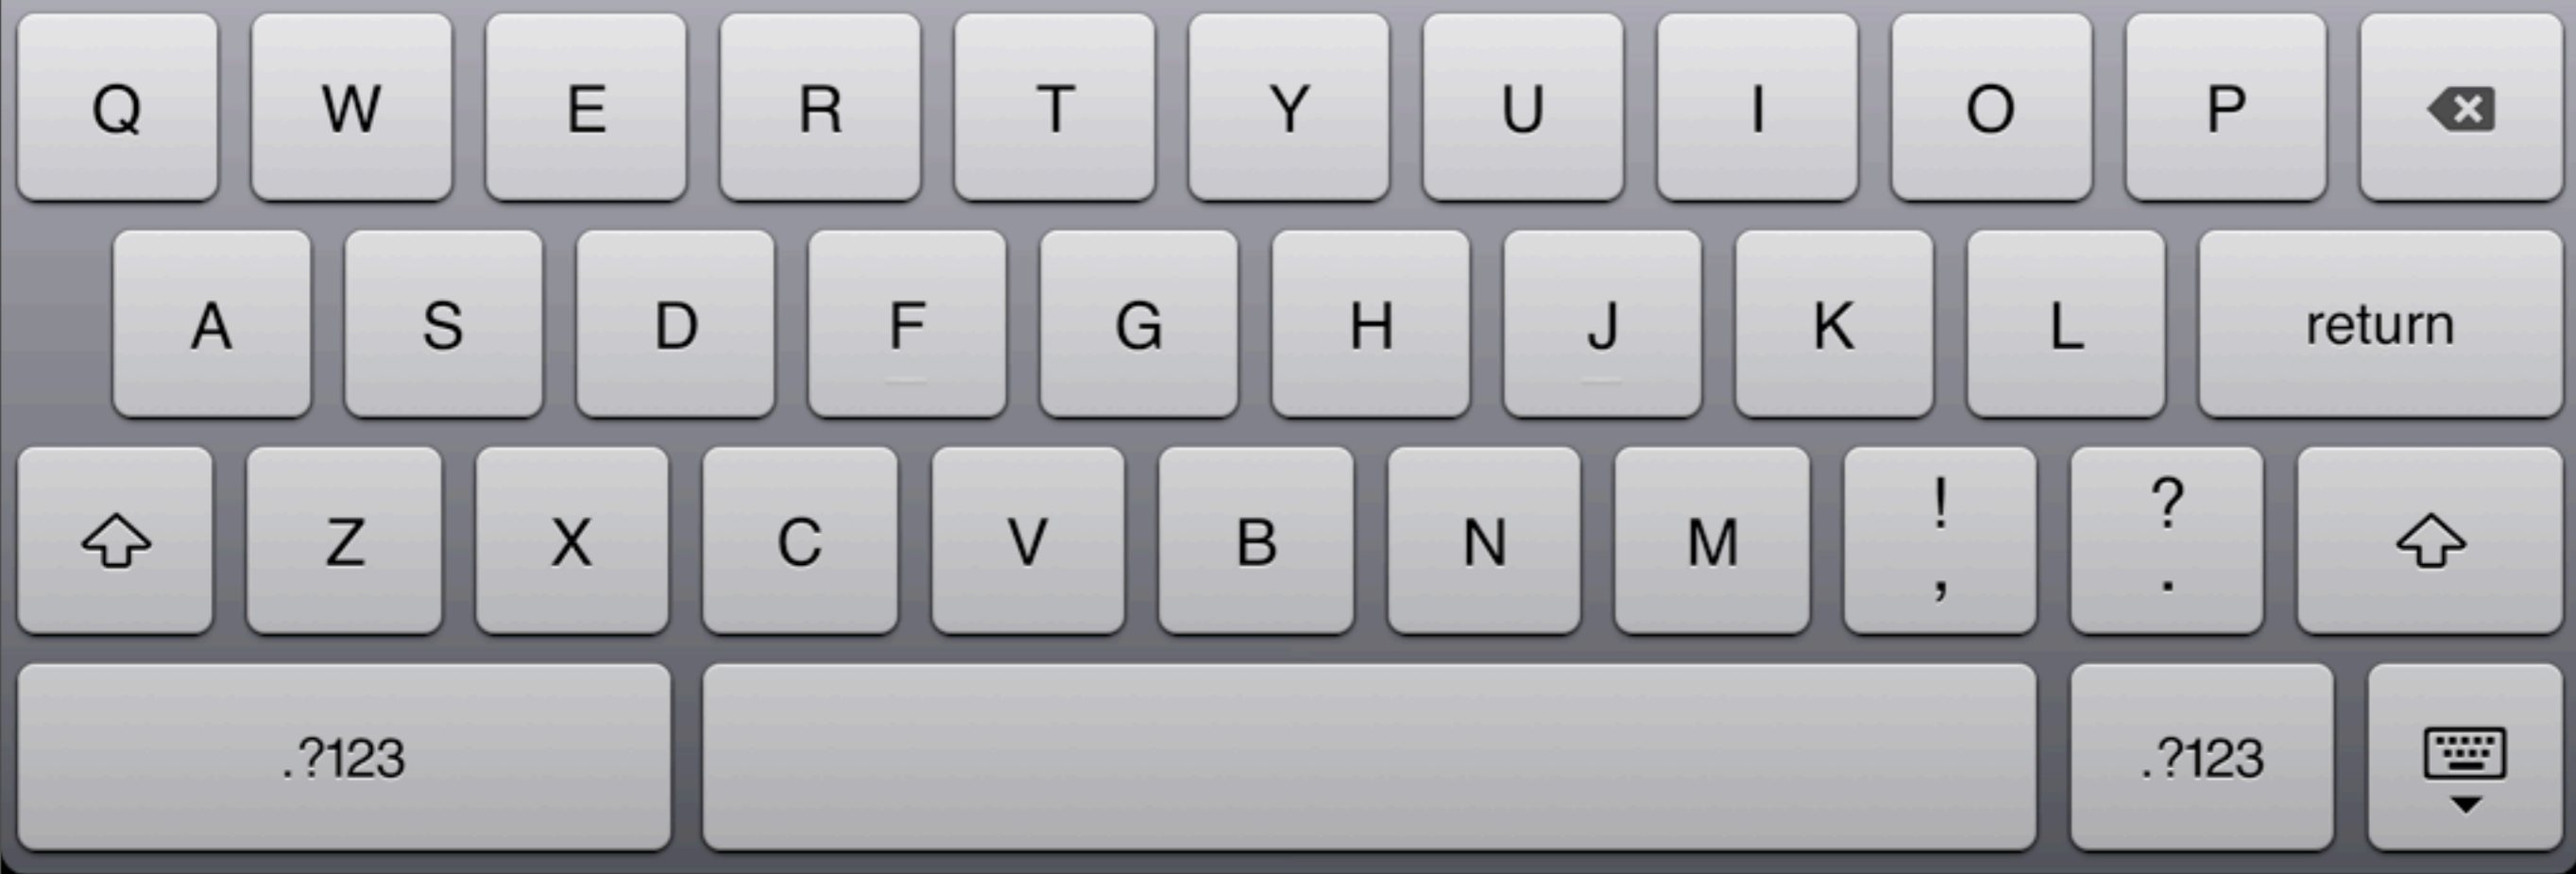 Q W E R T Y U I O P
A S D F G H J K L return
Z X C V B N M ! ?
, .
.?123 .?123